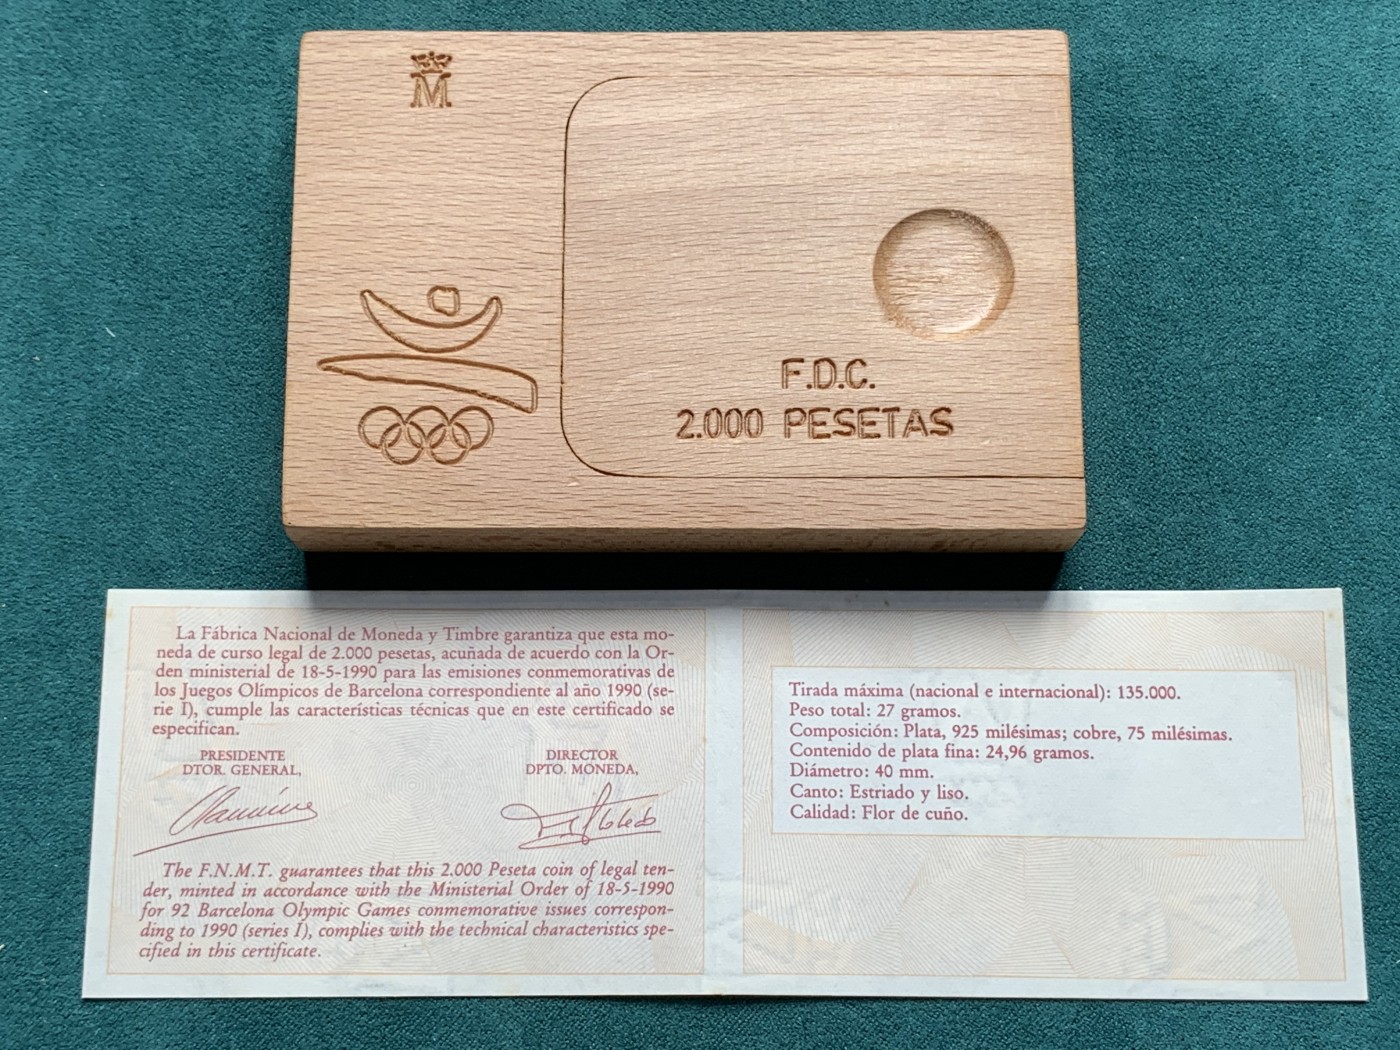 M
F.D.C.
2.000 PESETAS
La Fábrica Nacional de Moneda y Timbre garantiza que esta mo-
neda de curso legal de 2.000 pesetas, acuñada de acuerdo con la Or-
den ministerial de 18-5-1990 para las emisiones conmemorativas de
los Juegos Olímpicos de Barcelona correspondiente al año 1990 (se-
rie I), cumple las características técnicas que en este certificado se
especifican.
PRESIDENTE
DTOR. GENERAL,
DIRECTOR
DPTO. MONEDA,
The F.N.M.T. guarantees that this 2.000 Peseta coin of legal ten-
der, minted in accordance with the Ministerial Order of 18-5-1990
for 92 Barcelona Olympic Games conmemorative issues correspon-
ding to 1990 (series I), complies with the technical characteristics spe-
cified in this certificate.
Tirada máxima (nacional e internacional): 135.000.
Peso total: 27 gramos.
Composición: Plata, 925 milésimas; cobre, 75 milésimas.
Contenido de plata fina: 24,96 gramos.
Diámetro: 40 mm.
Canto: Estriado y liso.
Calidad: Flor de cuño.